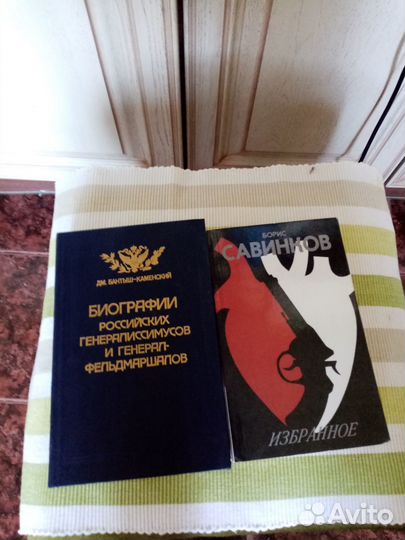 ДМ. БАНТЫШ-КАМЕНСКИЙ
БИОГРАФИИ
РОССИЙСКИХ
ГЕНЕРАЛИССИМУСОВ
И ГЕНЕРАЛ-
ФЕЛЬДМАРШАЛОВ
БОРИС
САВИНКОВ
ИЗБРАННОЕ
Avito